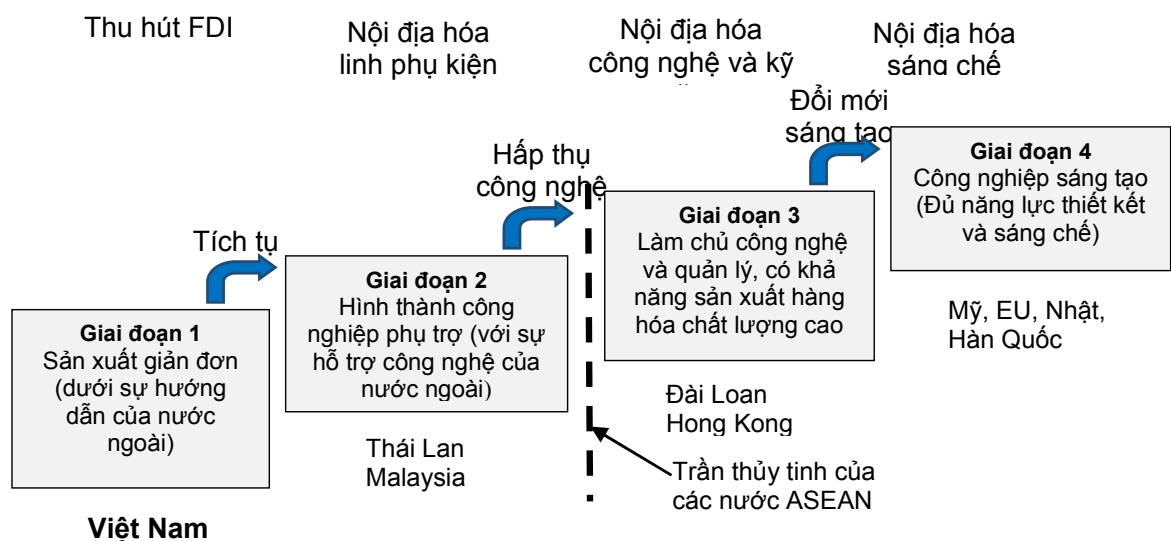 Thu hút FDI
Nội địa hóa
linh phụ kiện
Nội địa hóa
công nghệ và kỹ
Nội địa hóa
sáng chế
Đổi mới
sáng tạo
Hấp thụ
công nghệ
Tích tụ
Giai đoạn 1
Sản xuất giản đơn
(dưới sự hướng
dẫn của nước
ngoài)
Việt Nam
Giai đoạn 2
Hình thành công
nghiệp phụ trợ (với sự
hỗ trợ công nghệ của
nước ngoài)
Thái Lan
Malaysia
Giai đoạn 3
Làm chủ công nghệ
và quản lý, có khả
năng sản xuất hàng
hóa chất lượng cao
Đài Loan
Hong Kong
Trần thủy tinh của
các nước ASEAN
Giai đoạn 4
Công nghiệp sáng tạo
(Đủ năng lực thiết kết
và sáng chế)
Mỹ, EU, Nhật,
Hàn Quốc